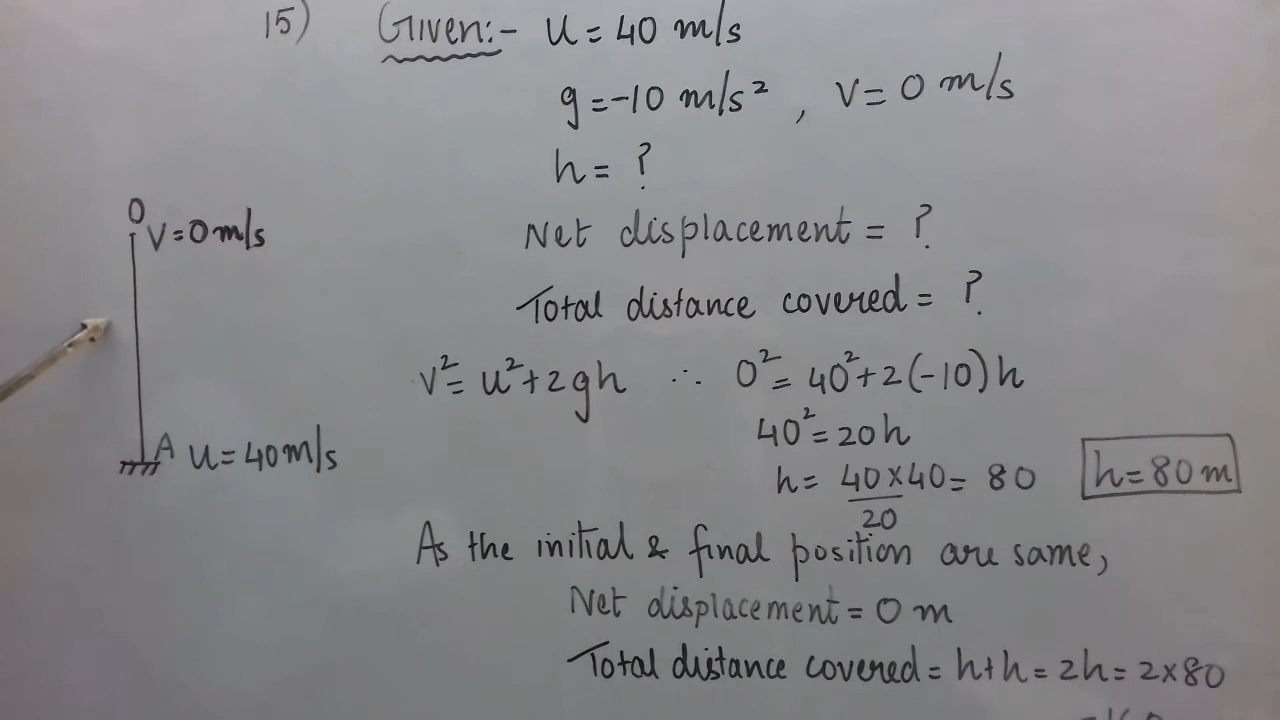 15) Given:- u = 40 m/s
g = -10 m/s² , v = 0 m/s
h = ?
Net displacement = ?
Total distance covered = ?
O
v = 0 m/s
A u = 40 m/s
v² = u² + 2gh ∴ 0² = 40² + 2(-10)h
40² = 20h
h = 40 × 40 = 80
20
h = 80 m
As the initial & final position are same,
Net displacement = 0 m
Total distance covered = h + h = 2h = 2 × 80